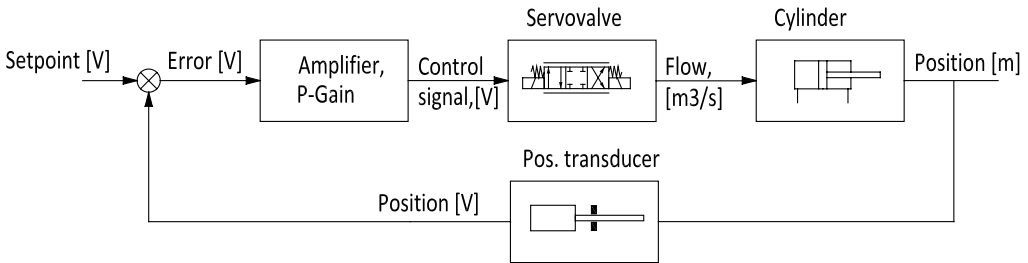 Servovalve
Cylinder
Setpoint [V]
Error [V]
Amplifier,
P-Gain
Control
signal,[V]
Flow,
[m3/s]
Position [m]
Pos. transducer
Position [V]